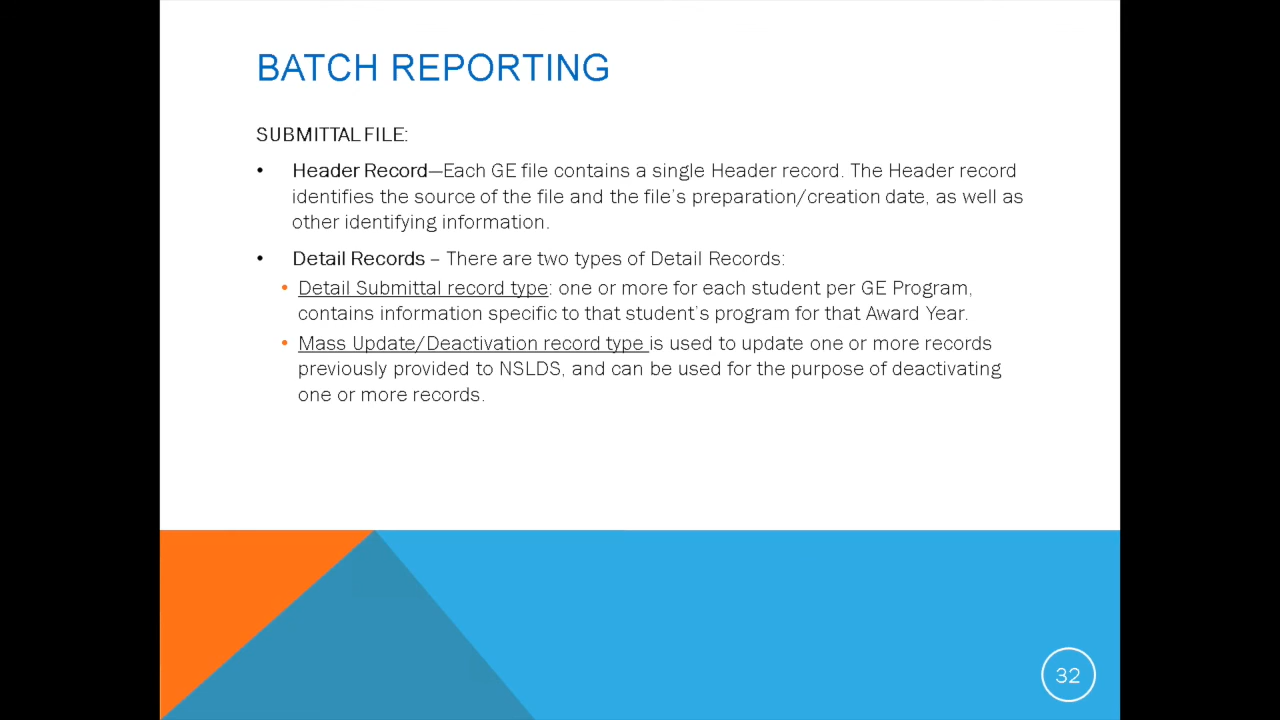 BATCH REPORTING
SUBMITTAL FILE:
• Header Record—Each GE file contains a single Header record. The Header record
identifies the source of the file and the file's preparation/creation date, as well as
other identifying information.
• Detail Records – There are two types of Detail Records:
• Detail Submittal record type: one or more for each student per GE Program,
contains information specific to that student's program for that Award Year.
• Mass Update/Deactivation record type is used to update one or more records
previously provided to NSLDS, and can be used for the purpose of deactivating
one or more records.
32